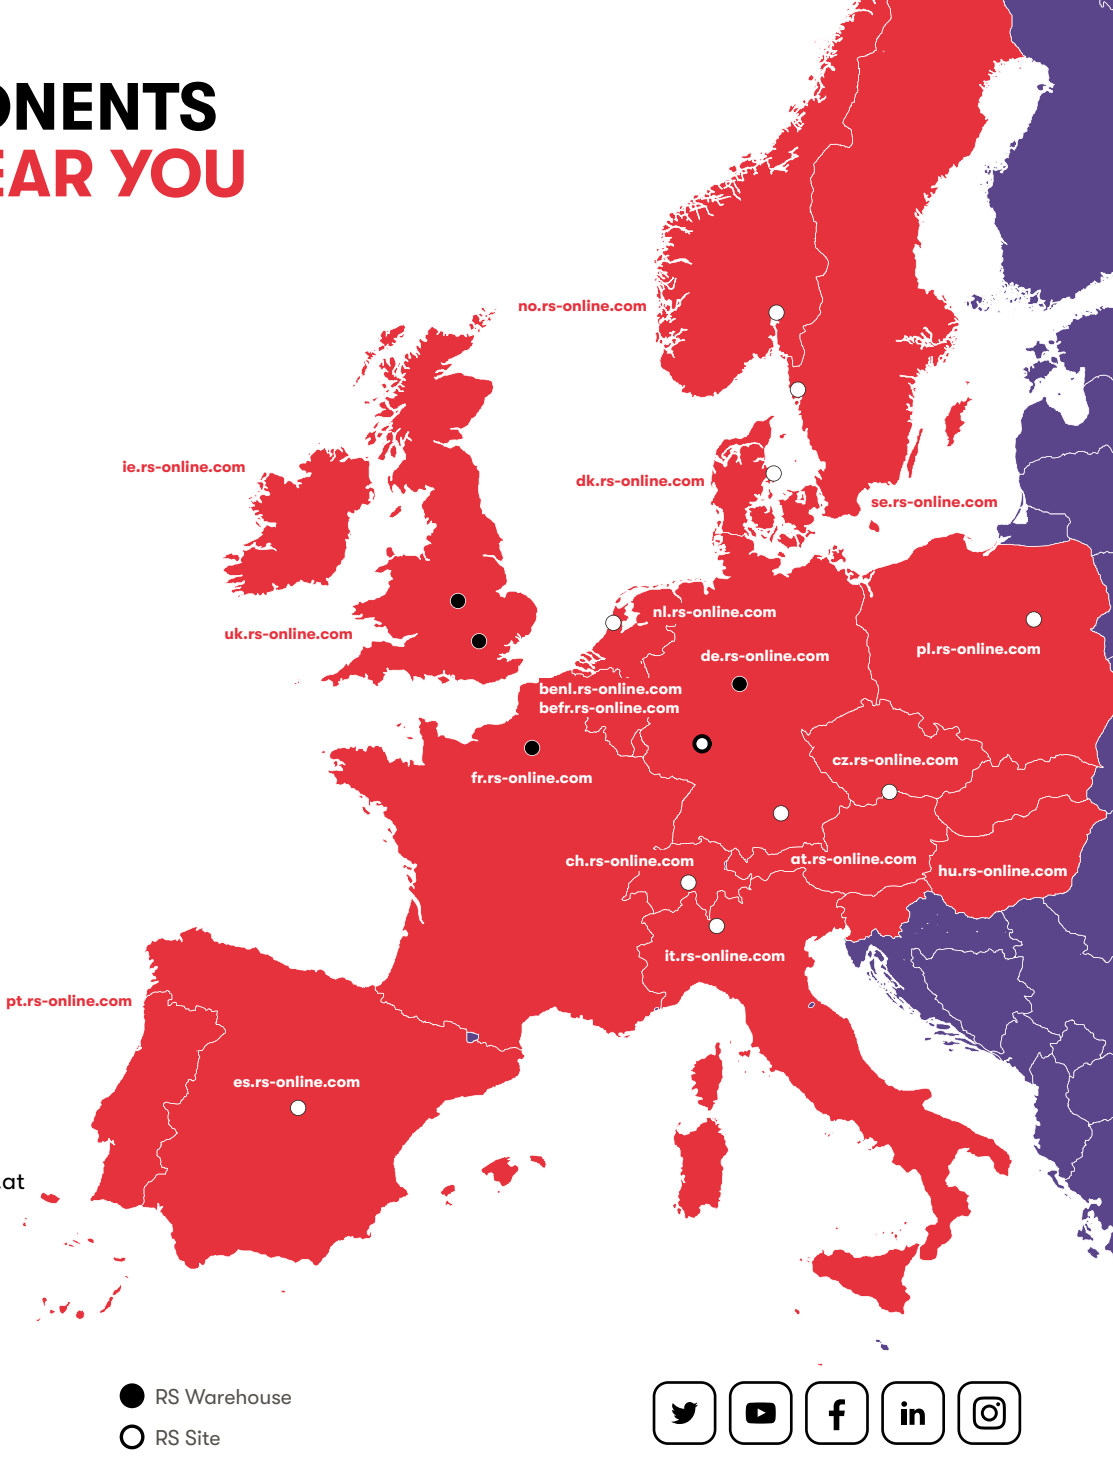 ONENTS
EAR YOU
no.rs-online.com
ie.rs-online.com
dk.rs-online.com
se.rs-online.com
nl.rs-online.com
uk.rs-online.com
pl.rs-online.com
de.rs-online.com
benl.rs-online.com
befr.rs-online.com
cz.rs-online.com
fr.rs-online.com
ch.rs-online.com
at.rs-online.com
hu.rs-online.com
it.rs-online.com
pt.rs-online.com
es.rs-online.com
.at
RS Warehouse
RS Site
in